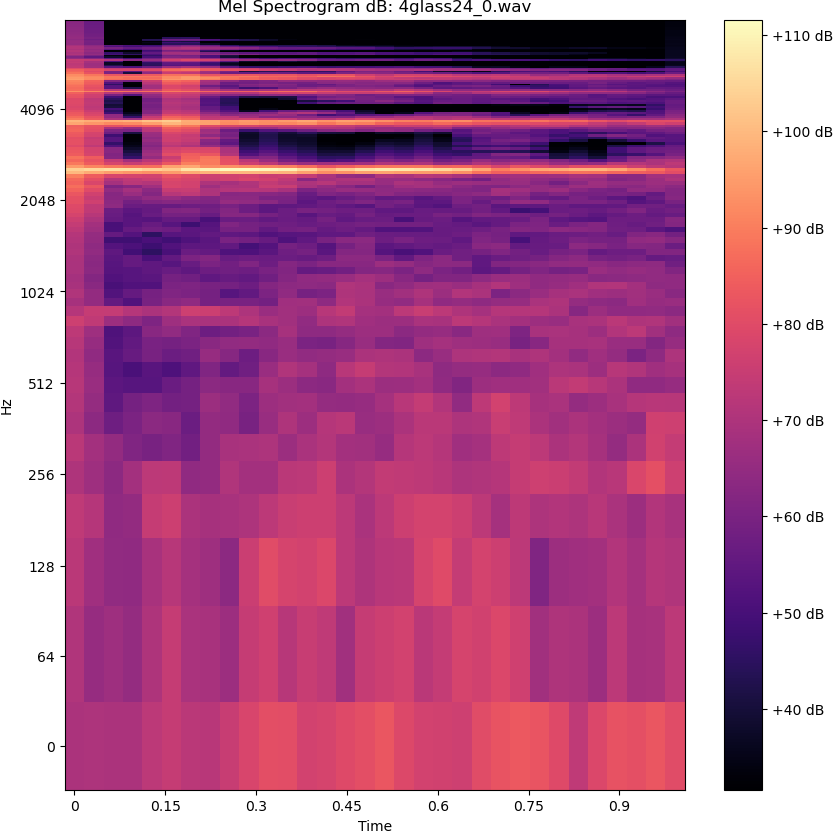 Mel Spectrogram dB: 4glass24_0.wav
+110 dB
+100 dB
+90 dB
+80 dB
+70 dB
+60 dB
+50 dB
+40 dB
4096
2048
1024
512
256
128
64
0
Hz
0
0.15
0.3
0.45
0.6
0.75
0.9
Time